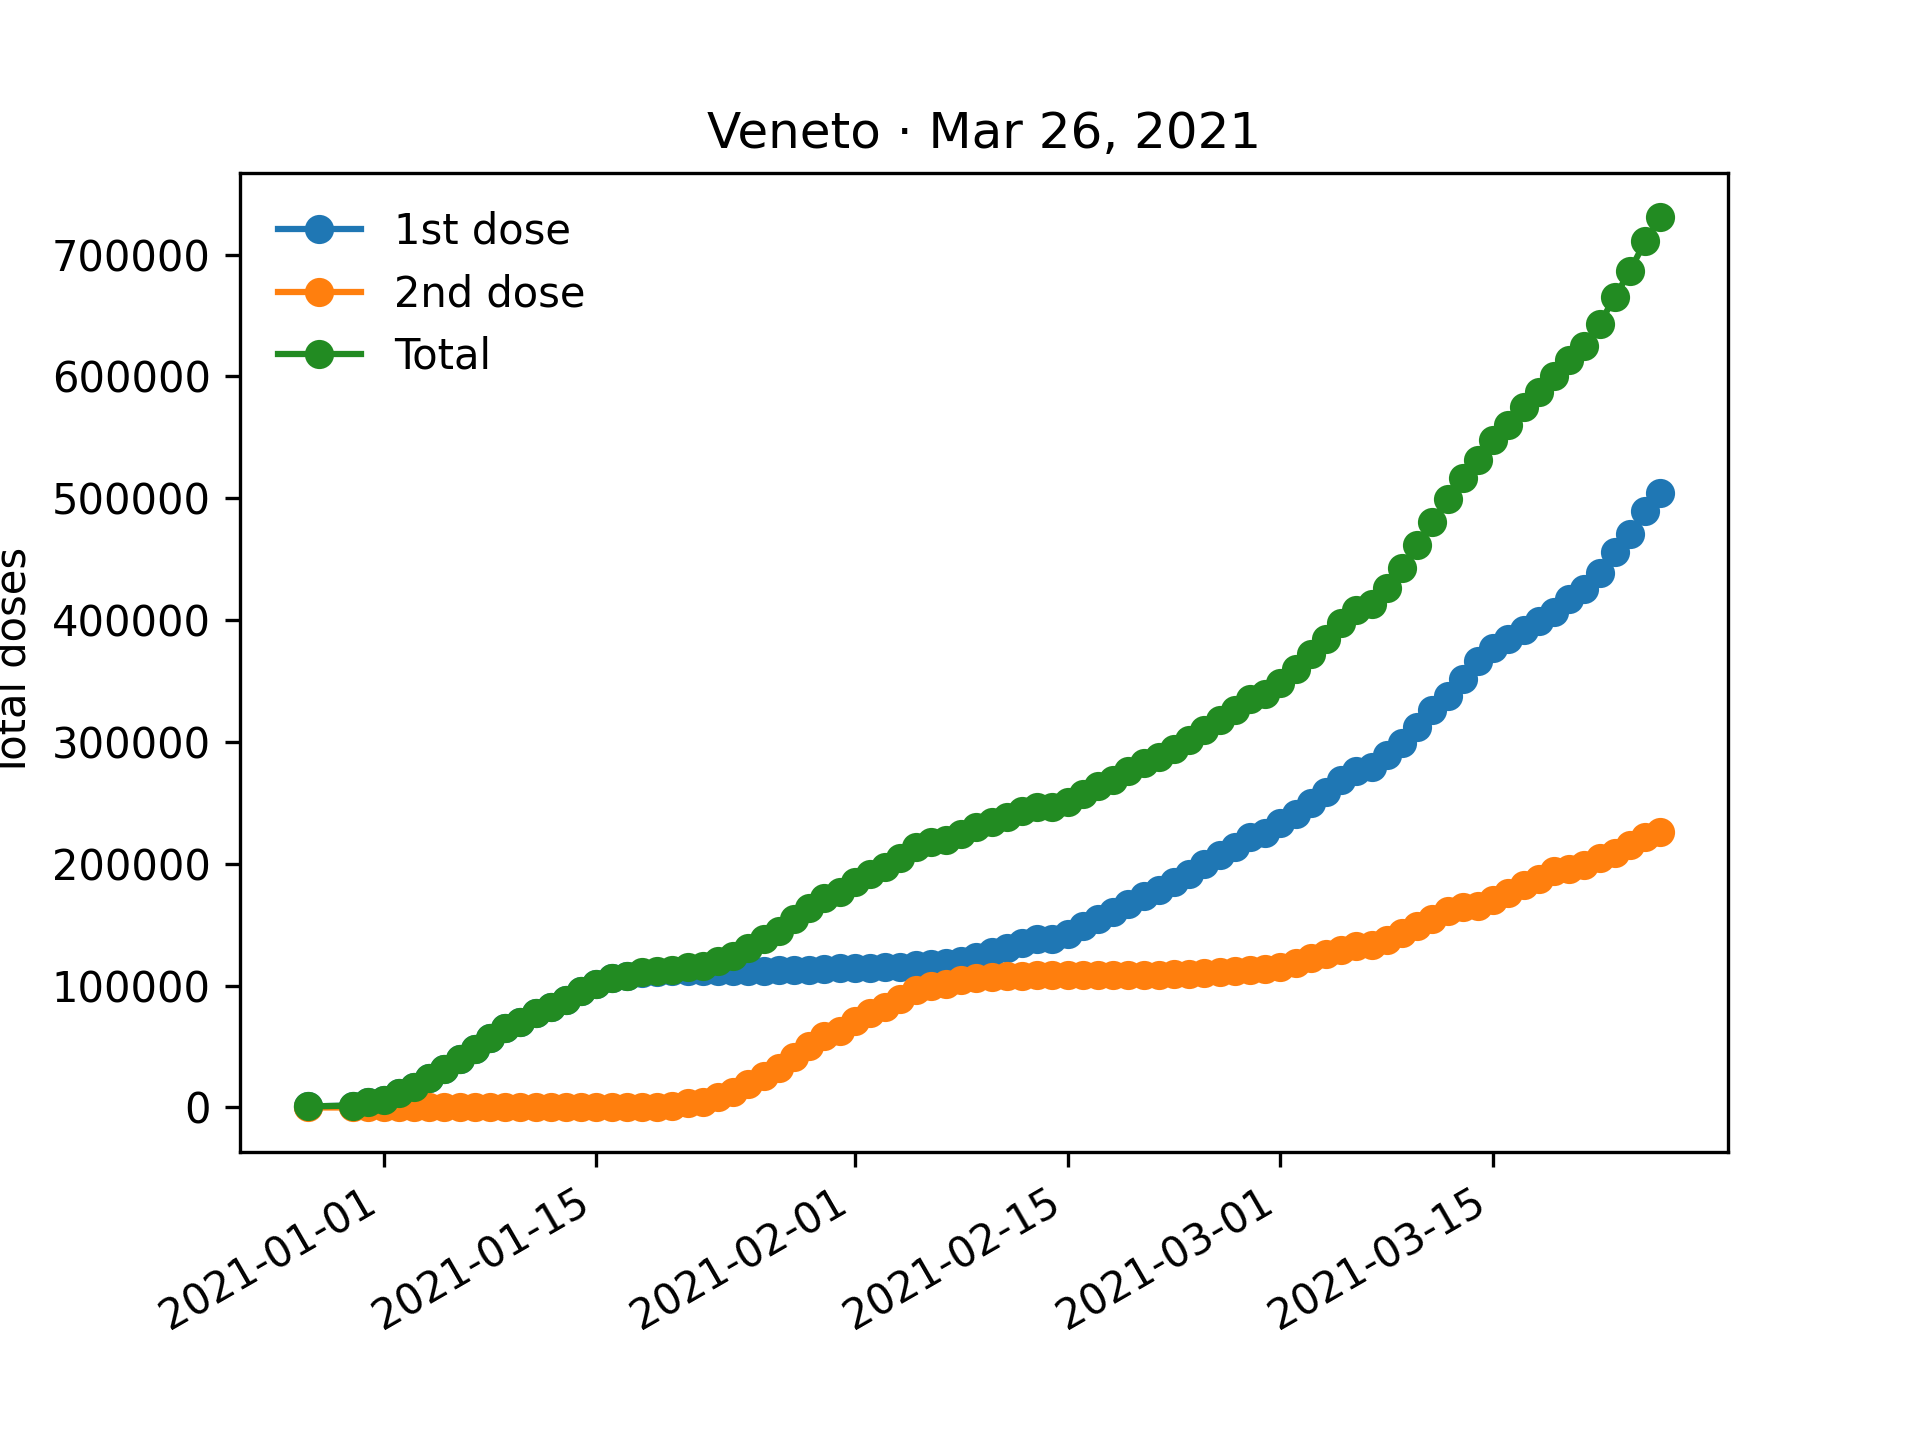 Veneto · Mar 26, 2021
1st dose
2nd dose
Total
700000
600000
500000
400000
300000
200000
100000
0
Total doses
2021-01-01
2021-01-15
2021-02-01
2021-02-15
2021-03-01
2021-03-15